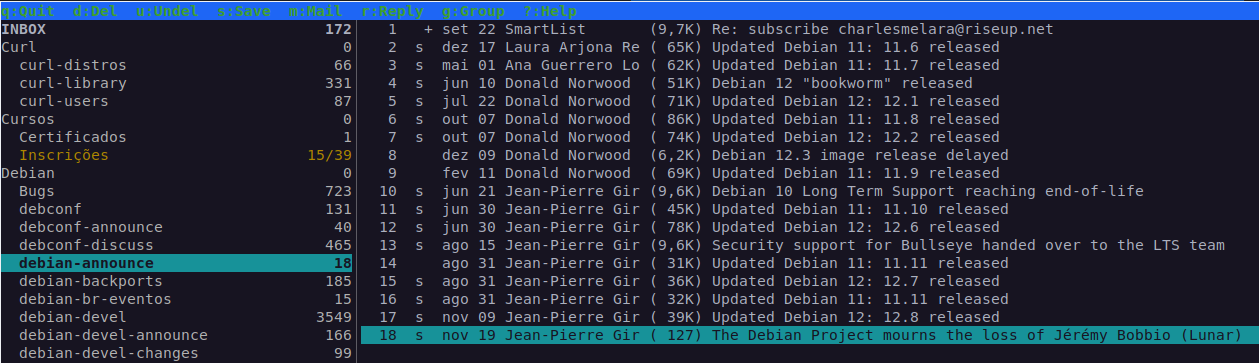 q:Quit  d:Del  u:Undel  s:Save  m:Mail  r:Reply  g:Group  ?:Help
INBOX 172
Curl 0
curl-distros 66
curl-library 331
curl-users 87
Cursos 0
Certificados 1
Inscrições 15/39
Debian 0
Bugs 723
debconf 131
debconf-announce 40
debconf-discuss 465
debian-announce 18
debian-backports 185
debian-br-eventos 15
debian-devel 3549
debian-devel-announce 166
debian-devel-changes 99
1 + set 22 SmartList (9,7K) Re: subscribe charlesmelara@riseup.net
2 s dez 17 Laura Arjona Re ( 65K) Updated Debian 11: 11.6 released
3 s mai 01 Ana Guerrero Lo ( 62K) Updated Debian 11: 11.7 released
4 s jun 10 Donald Norwood ( 51K) Debian 12 "bookworm" released
5 s jul 22 Donald Norwood ( 71K) Updated Debian 12: 12.1 released
6 s out 07 Donald Norwood ( 86K) Updated Debian 11: 11.8 released
7 s out 07 Donald Norwood ( 74K) Updated Debian 12: 12.2 released
8 dez 09 Donald Norwood (6,2K) Debian 12.3 image release delayed
9 fev 11 Donald Norwood ( 69K) Updated Debian 11: 11.9 released
10 s jun 21 Jean-Pierre Gir (9,6K) Debian 10 Long Term Support reaching end-of-life
11 s jun 30 Jean-Pierre Gir ( 45K) Updated Debian 11: 11.10 released
12 s jun 30 Jean-Pierre Gir ( 78K) Updated Debian 12: 12.6 released
13 s ago 15 Jean-Pierre Gir (9,6K) Security support for Bullseye handed over to the LTS team
14 ago 31 Jean-Pierre Gir ( 31K) Updated Debian 11: 11.11 released
15 s ago 31 Jean-Pierre Gir ( 36K) Updated Debian 12: 12.7 released
16 s ago 31 Jean-Pierre Gir ( 32K) Updated Debian 11: 11.11 released
17 s nov 09 Jean-Pierre Gir ( 39K) Updated Debian 12: 12.8 released
18 s nov 19 Jean-Pierre Gir ( 127) The Debian Project mourns the loss of Jérémy Bobbio (Lunar)